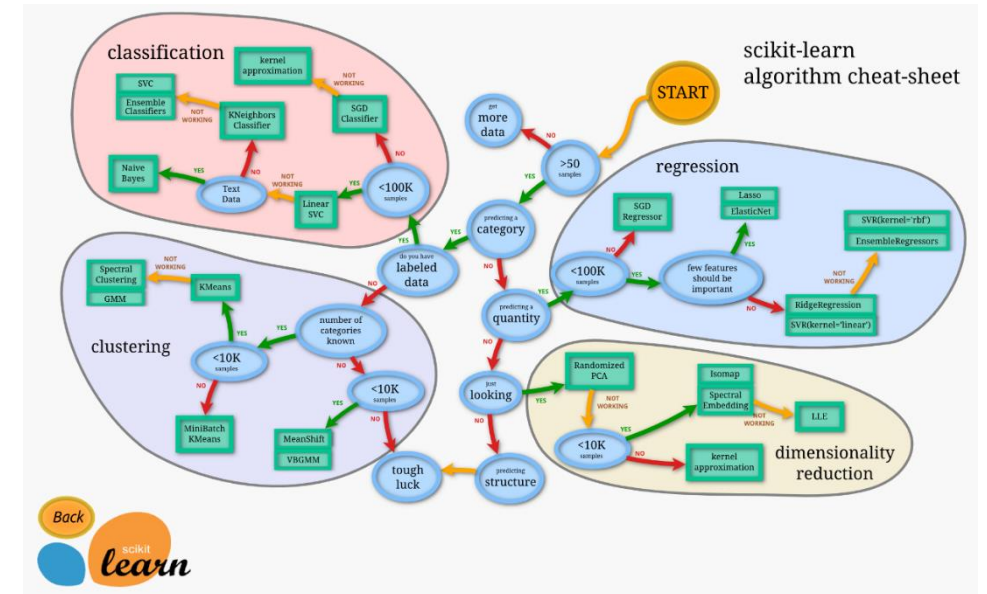 scikit-learn
algorithm cheat-sheet
START
>50
samples
NO
get
more
data
YES
predicting a
category
YES
NO
do you have
labeled
data
YES
NO
predicting a
quantity
YES
NO
just
looking
YES
NO
predicting
structure
tough
luck
classification
<100K
samples
YES
NO
Linear
SVC
NOT
WORKING
Text
Data
YES
NO
Naive
Bayes
KNeighbors
Classifier
NOT
WORKING
SVC
Ensemble
Classifiers
SGD
Classifier
NOT
WORKING
kernel
approximation
clustering
number of
categories
known
YES
NO
<10K
samples
YES
NO
KMeans
NOT
WORKING
Spectral
Clustering
GMM
MiniBatch
KMeans
<10K
samples
YES
NO
MeanShift
VBGMM
regression
<100K
samples
NO
YES
SGD
Regressor
few features
should be
important
YES
NO
Lasso
ElasticNet
RidgeRegression
SVR(kernel='linear')
NOT
WORKING
SVR(kernel='rbf')
EnsembleRegressors
dimensionality
reduction
Randomized
PCA
NOT
WORKING
<10K
samples
YES
NO
Isomap
Spectral
Embedding
NOT
WORKING
LLE
kernel
approximation
Back
scikit
learn